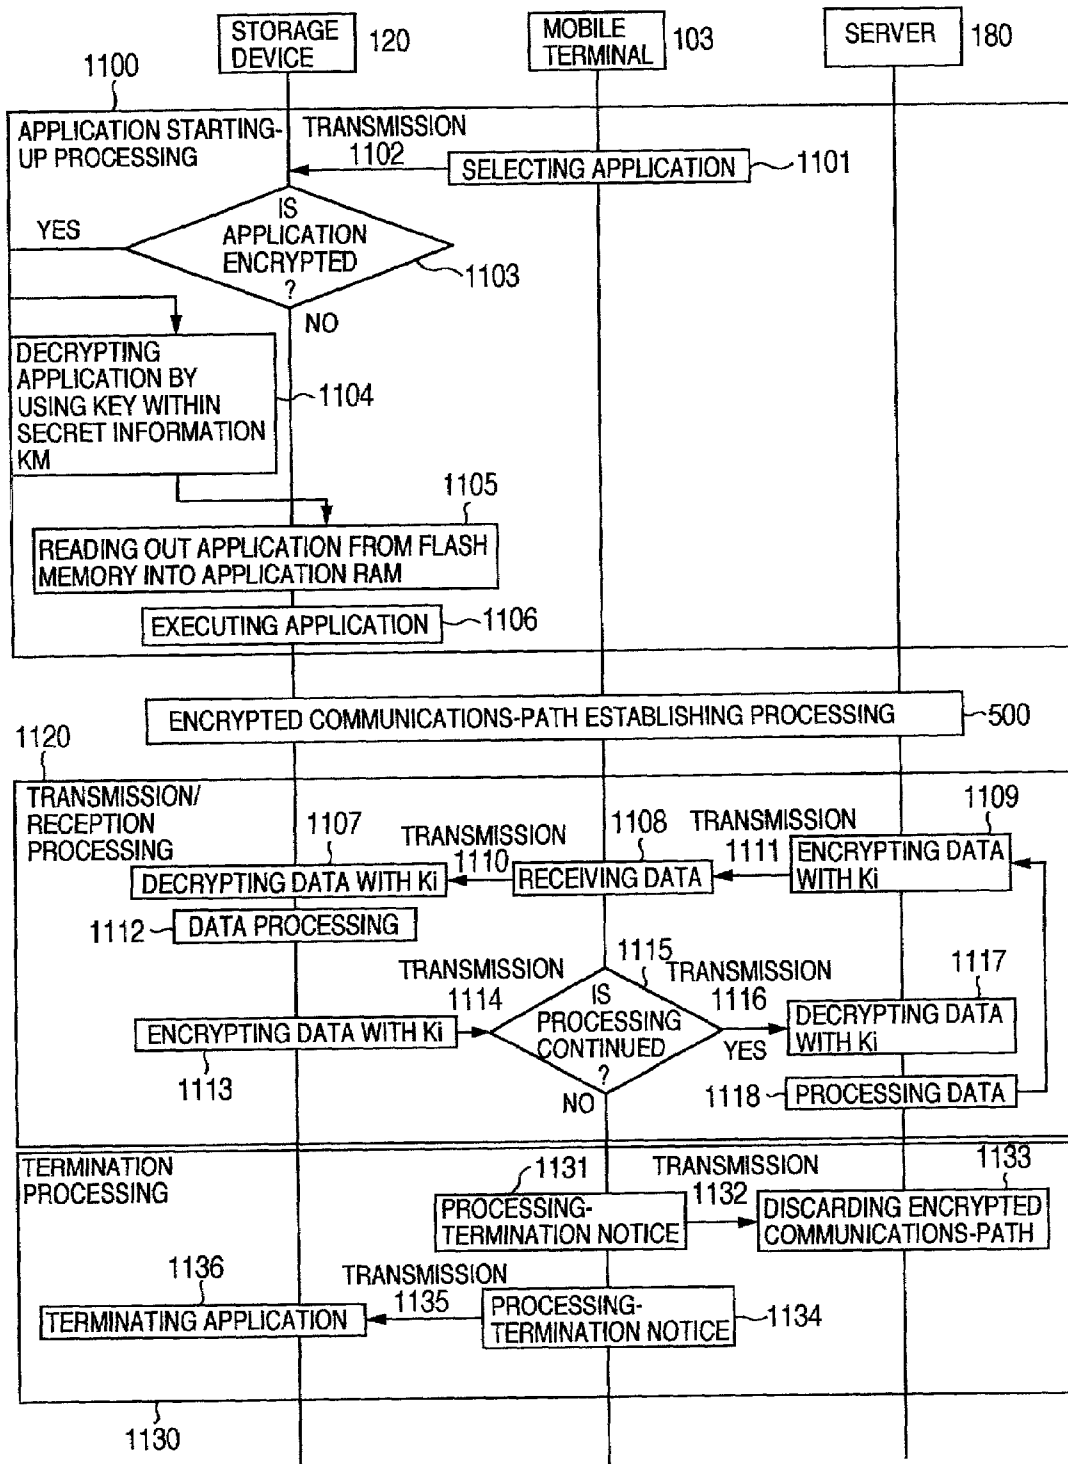 STORAGE
DEVICE
120
MOBILE
TERMINAL
103
SERVER
180
1100
APPLICATION STARTING-
UP PROCESSING
TRANSMISSION
1102
SELECTING APPLICATION
1101
YES
IS
APPLICATION
ENCRYPTED
?
1103
NO
DECRYPTING
APPLICATION BY
USING KEY WITHIN
SECRET INFORMATION
KM
1104
1105
READING OUT APPLICATION FROM FLASH
MEMORY INTO APPLICATION RAM
EXECUTING APPLICATION
1106
ENCRYPTED COMMUNICATIONS-PATH ESTABLISHING PROCESSING
500
1120
TRANSMISSION/
RECEPTION
PROCESSING
1107
TRANSMISSION
1110
1108
TRANSMISSION
1111
1109
DECRYPTING DATA WITH Ki
RECEIVING DATA
ENCRYPTING DATA
WITH Ki
1112
DATA PROCESSING
TRANSMISSION
1114
1115
TRANSMISSION
1116
1117
ENCRYPTING DATA WITH Ki
1113
IS
PROCESSING
CONTINUED
?
YES
NO
DECRYPTING DATA
WITH Ki
1118
PROCESSING DATA
TERMINATION
PROCESSING
1131
TRANSMISSION
1132
1133
PROCESSING-
TERMINATION NOTICE
DISCARDING ENCRYPTED
COMMUNICATIONS-PATH
1136
TRANSMISSION
1135
TERMINATING APPLICATION
PROCESSING-
TERMINATION NOTICE
1134
1130